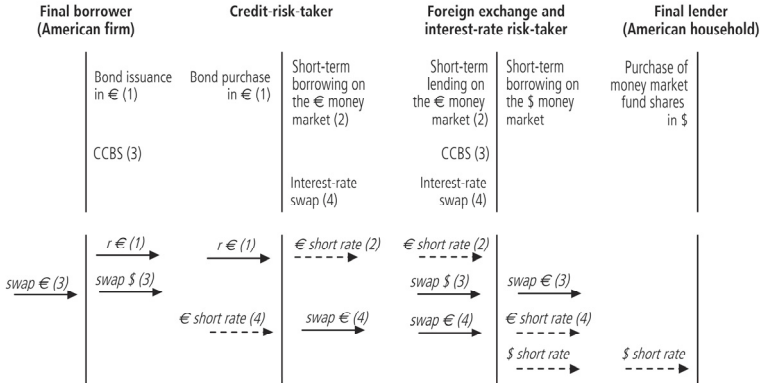 Final borrower
(American firm)
Credit-risk-taker
Foreign exchange and
interest-rate risk-taker
Final lender
(American household)
Bond issuance
in € (1)
CCBS (3)
Bond purchase
in € (1)
Short-term
borrowing on
the € money
market (2)
Interest-rate
swap (4)
Short-term
lending on
the € money
market (2)
CCBS (3)
Interest-rate
swap (4)
Short-term
borrowing on
the $ money
market
Purchase of
money market
fund shares
in $
r € (1)
r € (1)
€ short rate (2)
€ short rate (2)
swap € (3)
swap $ (3)
swap $ (3)
swap € (3)
€ short rate (4)
swap € (4)
swap € (4)
€ short rate (4)
$ short rate
$ short rate